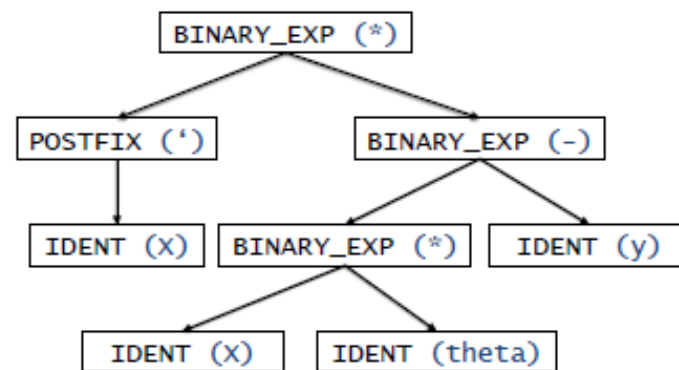 BINARY_EXP (*)
POSTFIX (‘) BINARY_EXP (-)
IDENT (X) BINARY_EXP (*) IDENT (y)
IDENT (X) IDENT (theta)